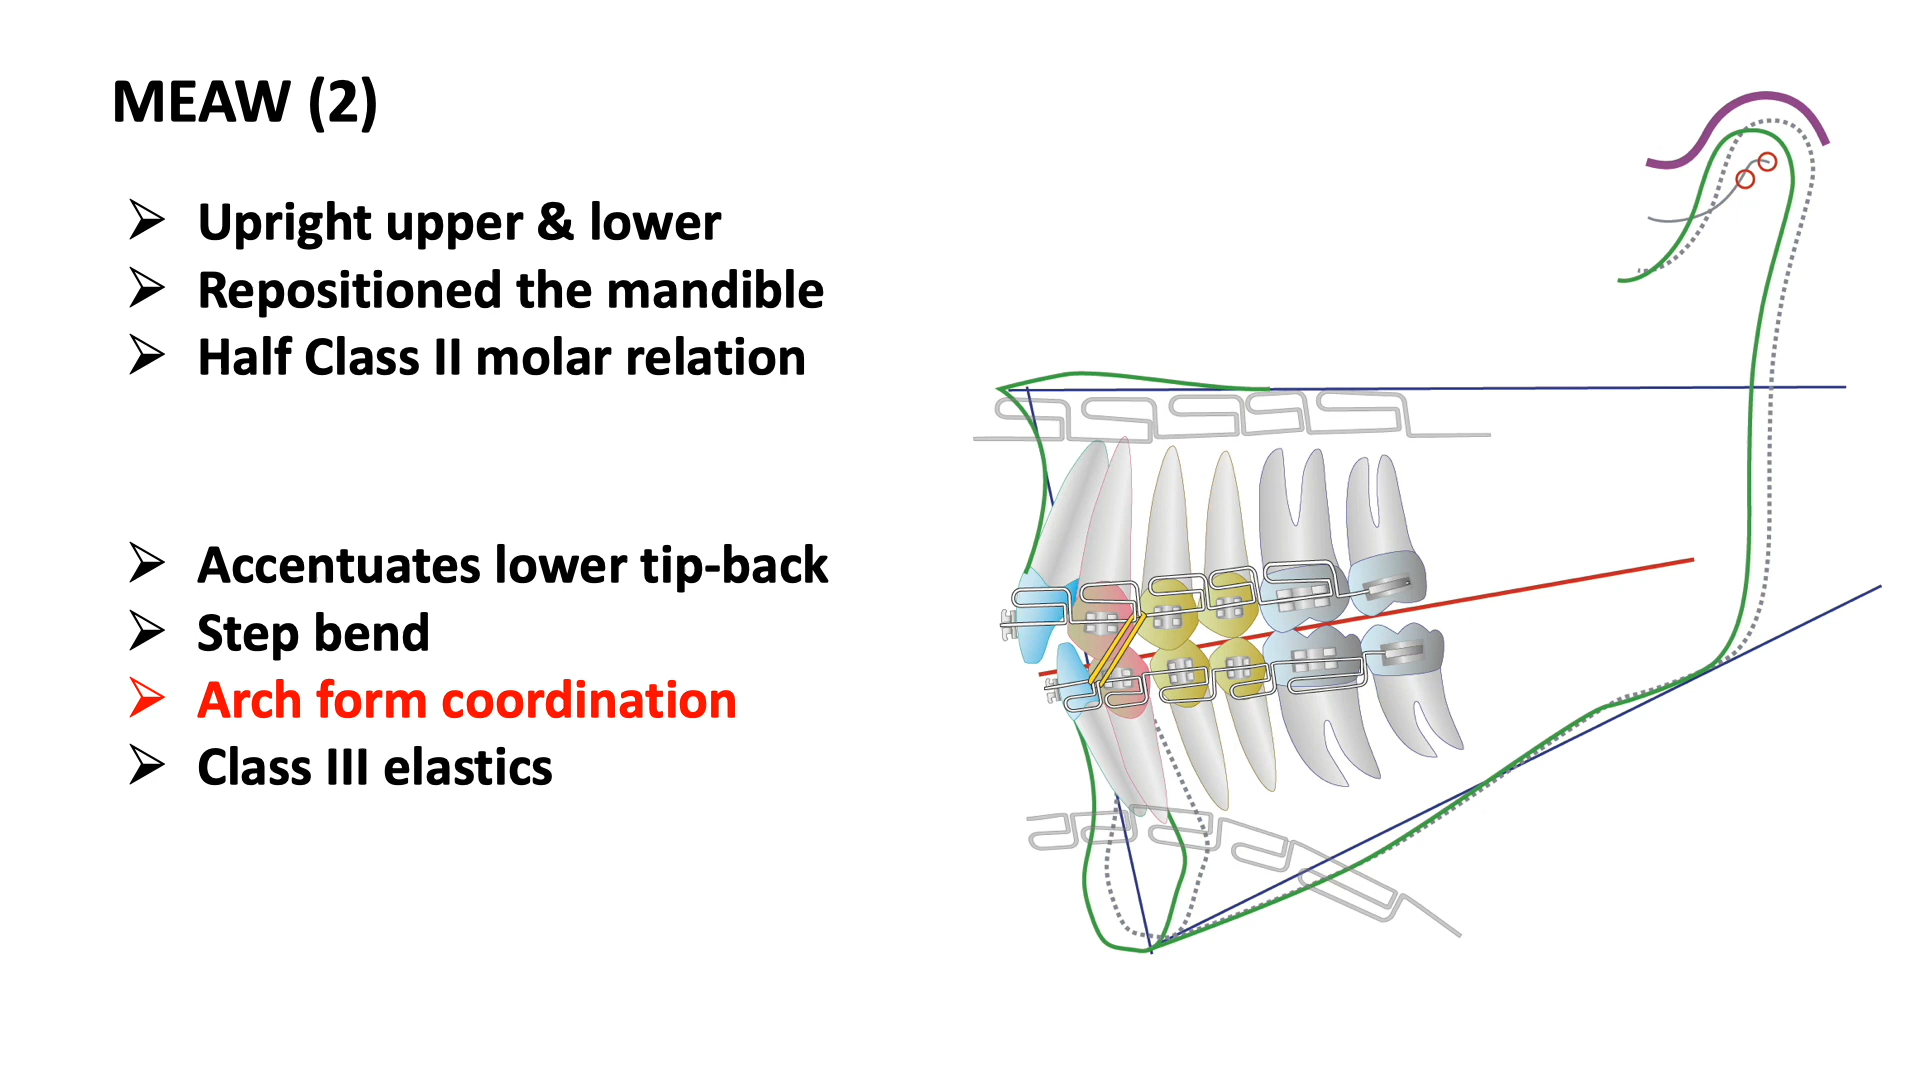 MEAW (2)
➢ Upright upper & lower
➢ Repositioned the mandible
➢ Half Class II molar relation
➢ Accentuates lower tip-back
➢ Step bend
➢ Arch form coordination
➢ Class III elastics